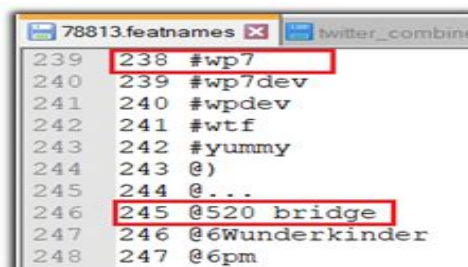 78813.featnames twitter_combine
239 238 #wp7
240 239 #wp7dev
241 240 #wpdev
242 241 #wtf
243 242 #yummy
244 243 @)
245 244 @...
246 245 @520 bridge
247 246 @6Wunderkinder
248 247 @6pm